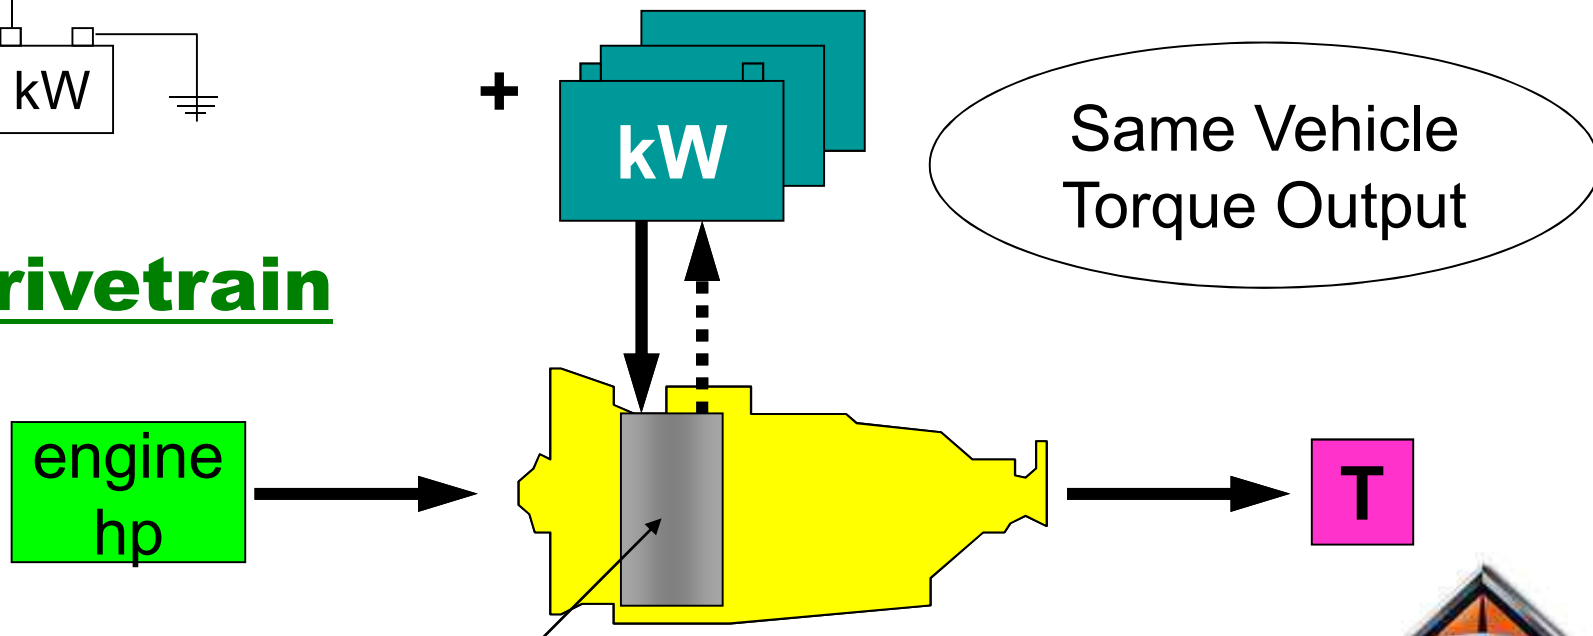 kW
+
kW
Same Vehicle
Torque Output
rivetrain
engine
hp
T